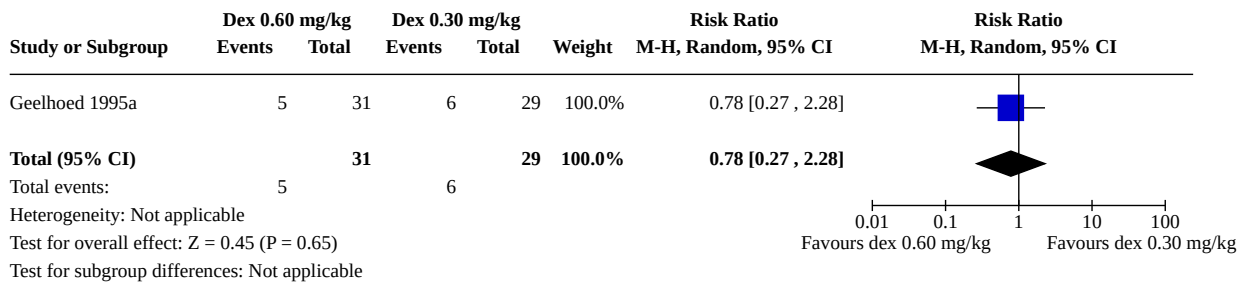 Dex 0.60 mg/kg Dex 0.30 mg/kg Risk Ratio Risk Ratio
Study or Subgroup Events Total Events Total Weight M-H, Random, 95% CI M-H, Random, 95% CI
Geelhoed 1995a 5 31 6 29 100.0% 0.78 [0.27 , 2.28]
Total (95% CI) 31 29 100.0% 0.78 [0.27 , 2.28]
Total events: 5 6
Heterogeneity: Not applicable
0.01 0.1 1 10 100
Test for overall effect: Z = 0.45 (P = 0.65)
Favours dex 0.60 mg/kg Favours dex 0.30 mg/kg
Test for subgroup differences: Not applicable